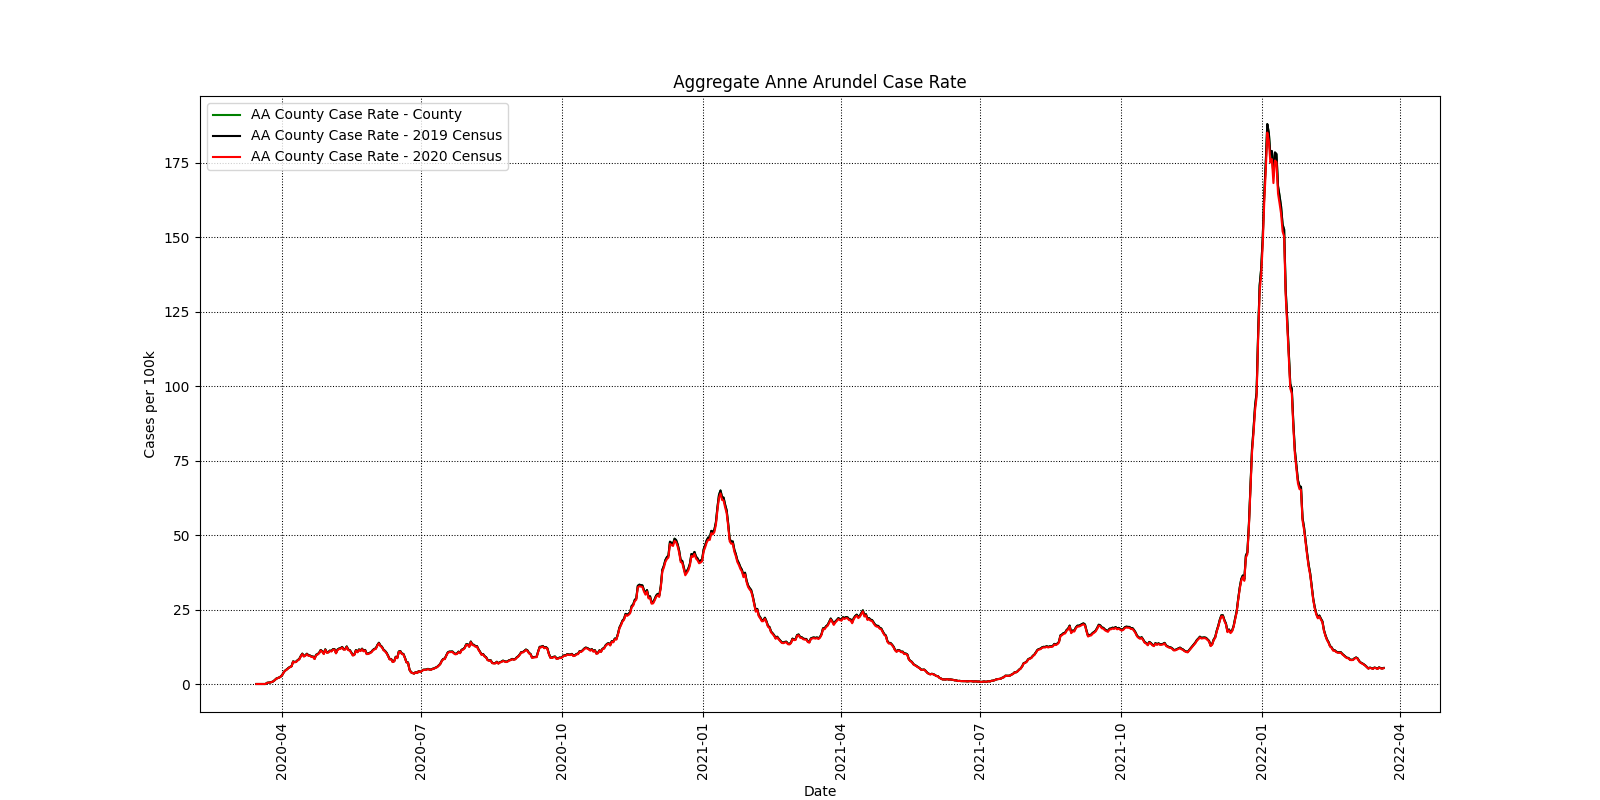 Aggregate Anne Arundel Case Rate
AA County Case Rate - County
AA County Case Rate - 2019 Census
AA County Case Rate - 2020 Census
175
150
125
100
75
50
25
0
Cases per 100k
2020-04
2020-07
2020-10
2021-01
2021-04
2021-07
2021-10
2022-01
2022-04
Date